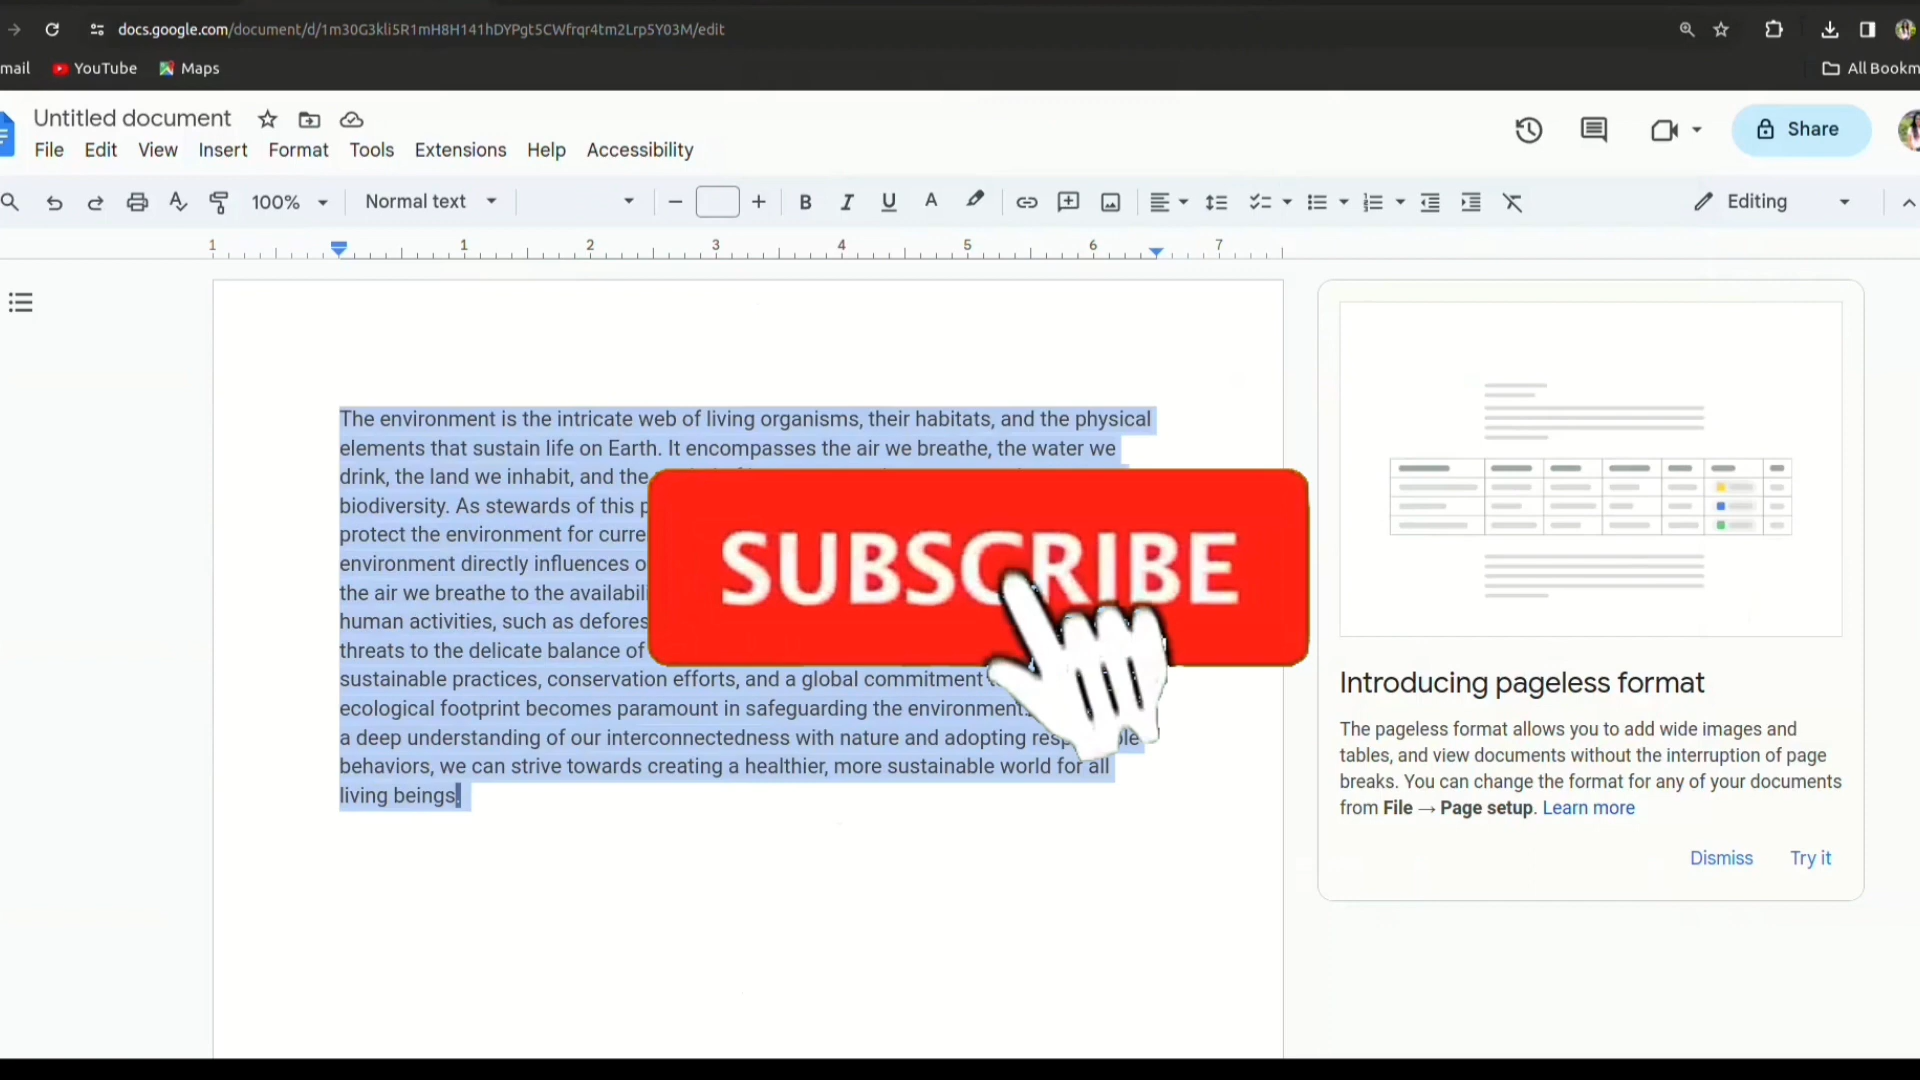 docs.google.com/document/d/1m30G3kli5R1mH8H141hDYPgt5CWfrqr4tm2Lrp5Y03M/edit
mail YouTube Maps
All Bookm
Untitled document
File Edit View Insert Format Tools Extensions Help Accessibility
Share
100% Normal text
Editing
1 1 2 3 4 5 6 7
The environment is the intricate web of living organisms, their habitats, and the physical
elements that sustain life on Earth. It encompasses the air we breathe, the water we
drink, the land we inhabit, and the
biodiversity. As stewards of this
protect the environment for curre
environment directly influences
the air we breathe to the availabili
human activities, such as defores
threats to the delicate balance of
sustainable practices, conservation efforts, and a global commitment
ecological footprint becomes paramount in safeguarding the environment.
a deep understanding of our interconnectedness with nature and adopting
behaviors, we can strive towards creating a healthier, more sustainable world for all
living beings.
SUBSCRIBE
Introducing pageless format
The pageless format allows you to add wide images and
tables, and view documents without the interruption of page
breaks. You can change the format for any of your documents
from File → Page setup. Learn more
Dismiss Try it